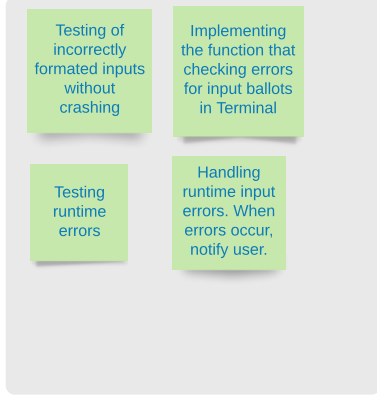 Testing of
incorrectly
formated inputs
without
crashing
Implementing
the function that
checking errors
for input ballots
in Terminal
Testing
runtime
errors
Handling
runtime input
errors. When
errors occur,
notify user.